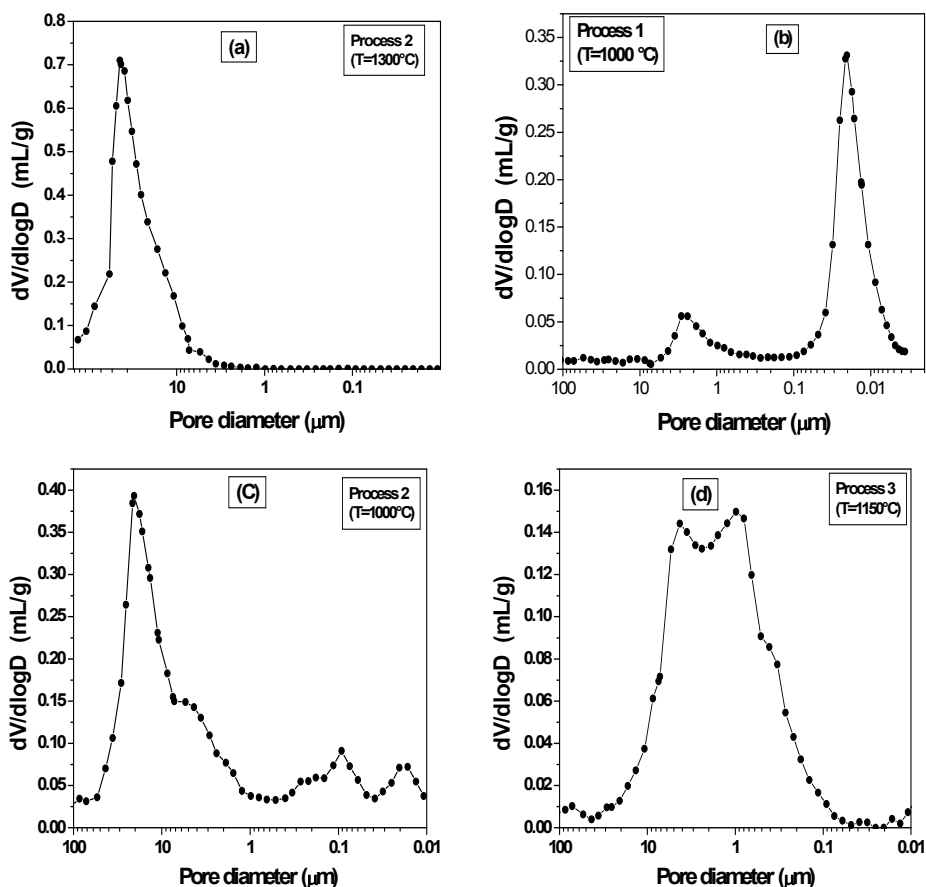 (a)
Process 2
(T=1300°C)
dV/dlogD (mL/g)
0.8
0.7
0.6
0.5
0.4
0.3
0.2
0.1
0.0
10
1
0.1
Pore diameter (μm)
(b)
Process 1
(T=1000 °C)
dV/dlogD (mL/g)
0.35
0.30
0.25
0.20
0.15
0.10
0.05
0.00
100
10
1
0.1
0.01
Pore diameter (μm)
(C)
Process 2
(T=1000°C)
dV/dlogD (mL/g)
0.40
0.35
0.30
0.25
0.20
0.15
0.10
0.05
0.00
100
10
1
0.1
0.01
Pore diameter (μm)
(d)
Process 3
(T=1150°C)
dV/dlogD (mL/g)
0.16
0.14
0.12
0.10
0.08
0.06
0.04
0.02
0.00
100
10
1
0.1
0.01
Pore diameter (μm)